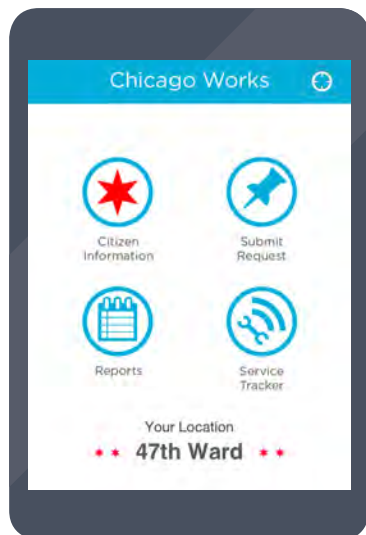 Chicago Works
Citizen
Information
Submit
Request
Reports
Service
Tracker
Your Location
47th Ward